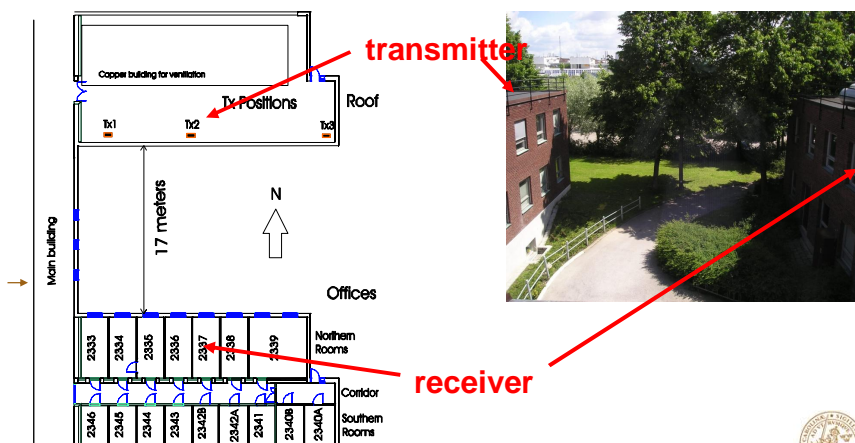 transmitter
Copper building for ventilation
Tx Positions
Roof
Tx1
Tx2
Tx3
17 meters
N
Main building
Offices
2333
2334
2335
2336
2337
2338
2339
Northern
Rooms
receiver
Corridor
2346
2345
2344
2343
2342B
2342A
2341
2340B
2340A
Southern
Rooms